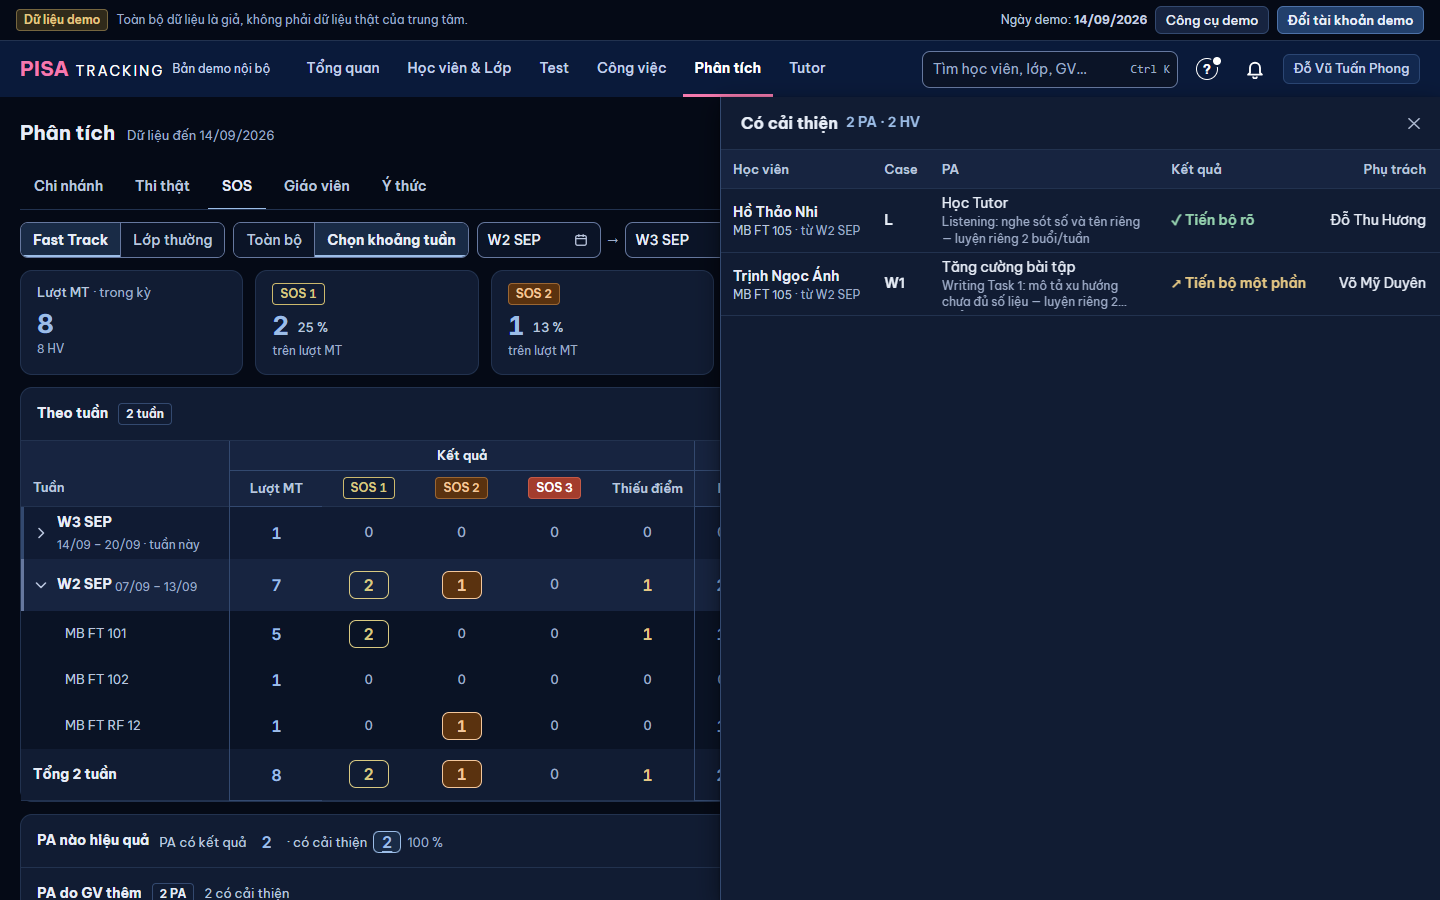 Dữ liệu demo Toàn bộ dữ liệu là giả, không phải dữ liệu thật của trung tâm. Ngày demo: 14/09/2026 Công cụ demo Đổi tài khoản demo
PISA TRACKING Bản demo nội bộ Tổng quan Học viên & Lớp Test Công việc Phân tích Tutor Tìm học viên, lớp, GV... Ctrl K ? Đỗ Vũ Tuấn Phong
Phân tích Dữ liệu đến 14/09/2026
Chi nhánh Thi thật SOS Giáo viên Ý thức
Fast Track Lớp thường Toàn bộ Chọn khoảng tuần W2 SEP → W3 SEP
Lượt MT · trong kỳ
8
8 HV
SOS 1
2 25 %
trên lượt MT
SOS 2
1 13 %
trên lượt MT
Theo tuần 2 tuần
Kết quả
Tuần Lượt MT SOS 1 SOS 2 SOS 3 Thiếu điểm
W3 SEP
14/09 – 20/09 · tuần này
1 0 0 0 0
W2 SEP 07/09 – 13/09 7 2 1 0 1
MB FT 101 5 2 0 0 1
MB FT 102 1 0 0 0 0
MB FT RF 12 1 0 1 0 0
Tổng 2 tuần 8 2 1 0 1
PA nào hiệu quả PA có kết quả 2 · có cải thiện 2 100 %
PA do GV thêm 2 PA 2 có cải thiện
Có cải thiện 2 PA · 2 HV
Học viên Case PA Kết quả Phụ trách
Hồ Thảo Nhi
MB FT 105 · từ W2 SEP
L
Học Tutor
Listening: nghe sót số và tên riêng
– luyện riêng 2 buổi/tuần
✓ Tiến bộ rõ
Đỗ Thu Hương
Trịnh Ngọc Ánh
MB FT 105 · từ W2 SEP
W1
Tăng cường bài tập
Writing Task 1: mô tả xu hướng
chưa đủ số liệu – luyện riêng 2...
↗ Tiến bộ một phần
Võ Mỹ Duyên